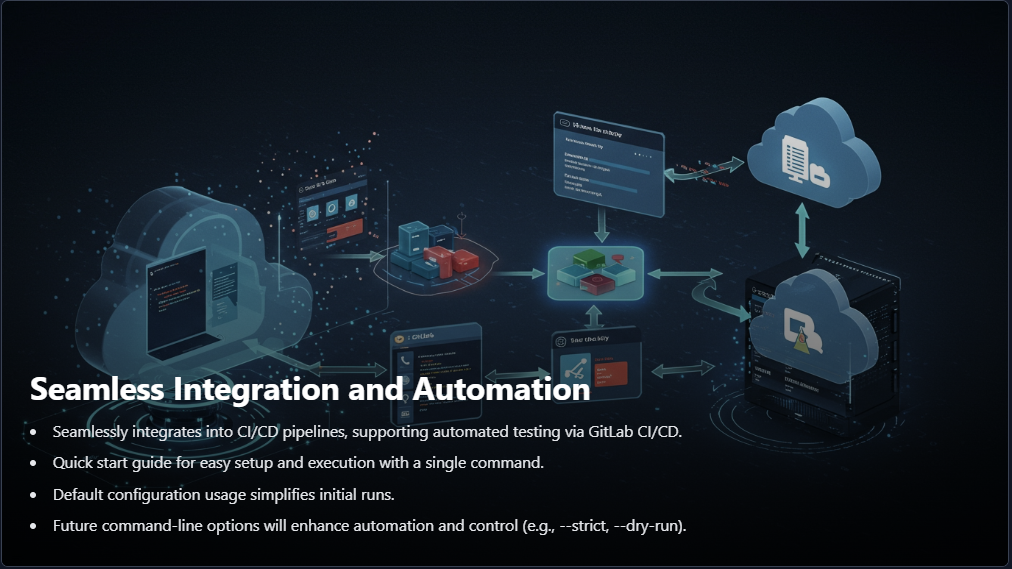 Seamless Integration and Automation
• Seamlessly integrates into CI/CD pipelines, supporting automated testing via GitLab CI/CD.
• Quick start guide for easy setup and execution with a single command.
• Default configuration usage simplifies initial runs.
• Future command-line options will enhance automation and control (e.g., --strict, --dry-run).